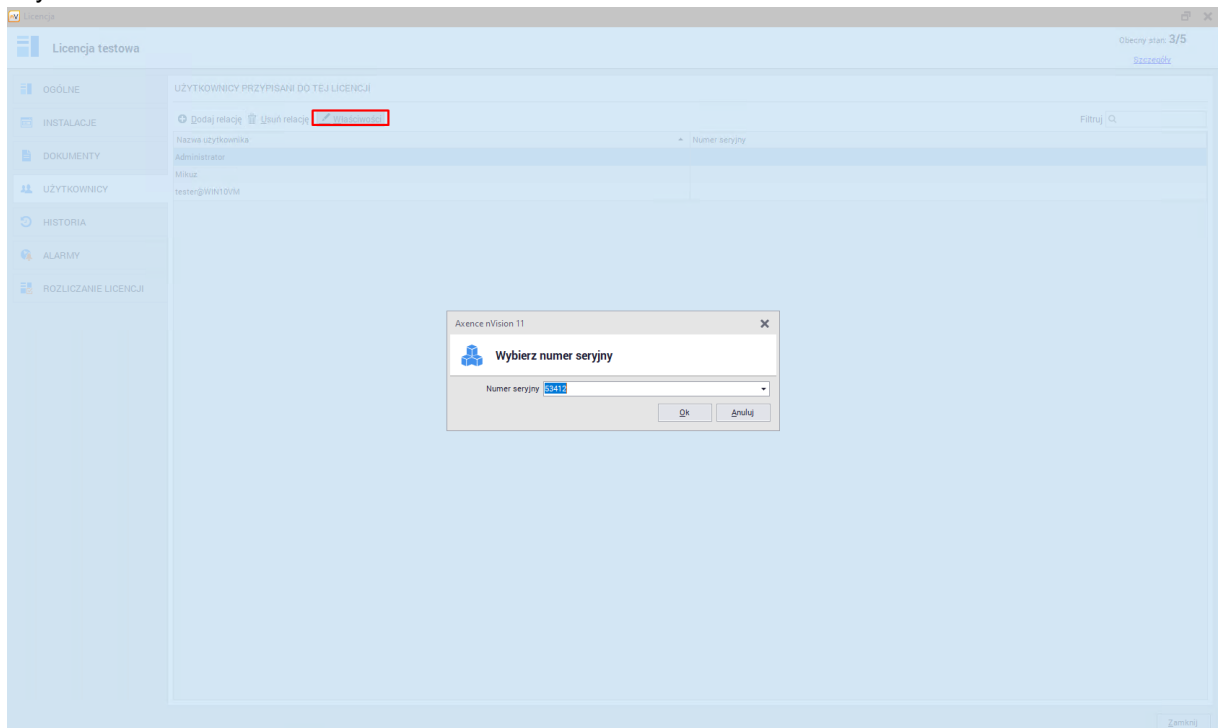 Licencja
Licencja testowa
Obecny stan: 3/5
Szczegóły
OGÓLNE
INSTALACJE
DOKUMENTY
UŻYTKOWNICY
HISTORIA
ALARMY
ROZLICZANIE LICENCJI
UŻYTKOWNICY PRZYPISANI DO TEJ LICENCJI
Dodaj relację Usuń relację Właściwości Filtruj
Nazwa użytkownika Numer seryjny
Administrator
Mikuz
tester@WIN10VM
Axence nVision 11
Wybierz numer seryjny
Numer seryjny 53412
Ok Anuluj
Zamknij